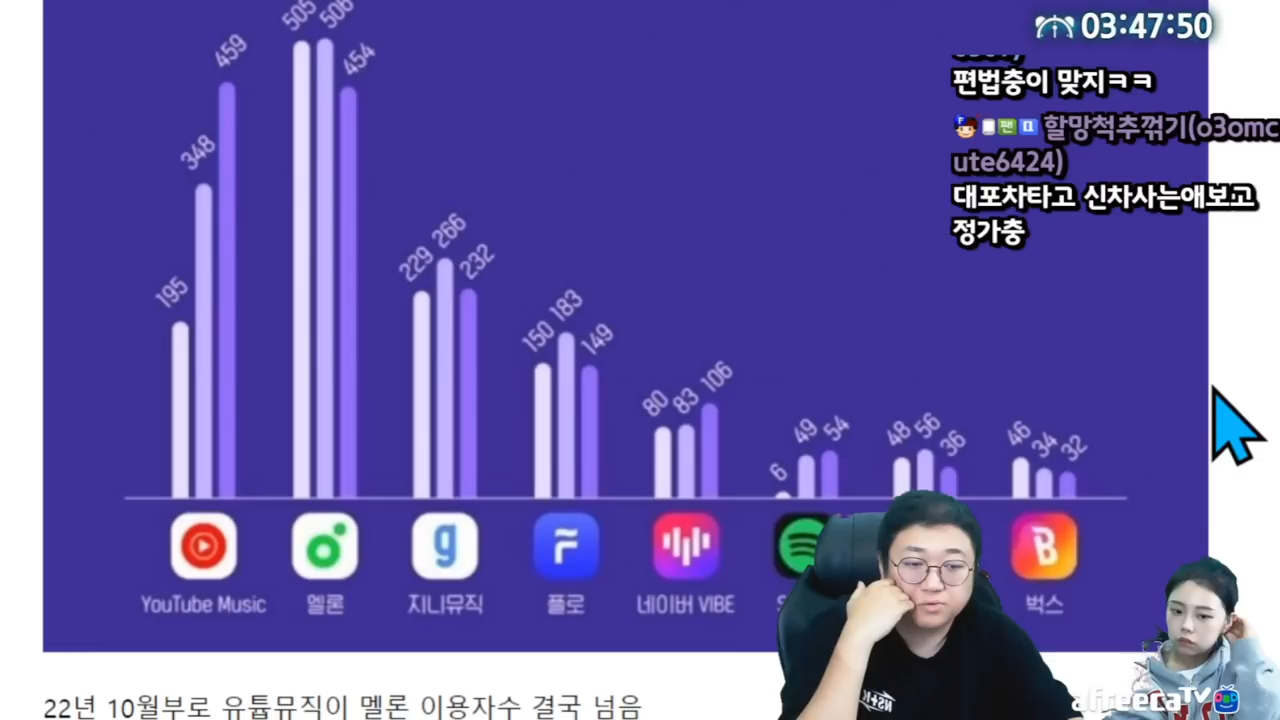 03:47:50
편법충이 맞지ㅋㅋ
할망척추꺾기(o3omc
ute6424)
대포차타고 신차사는애보고
정가충
195 348 459
505 506 454
229 266 232
150 183 149
80 83 106
6 49 54
48 56 36
46 34 32
YouTube Music 멜론 지니뮤직 플로 네이버 VIBE 벅스
22년 10월부로 유튭뮤직이 멜론 이용자수 결국 넘음
afreecaTV